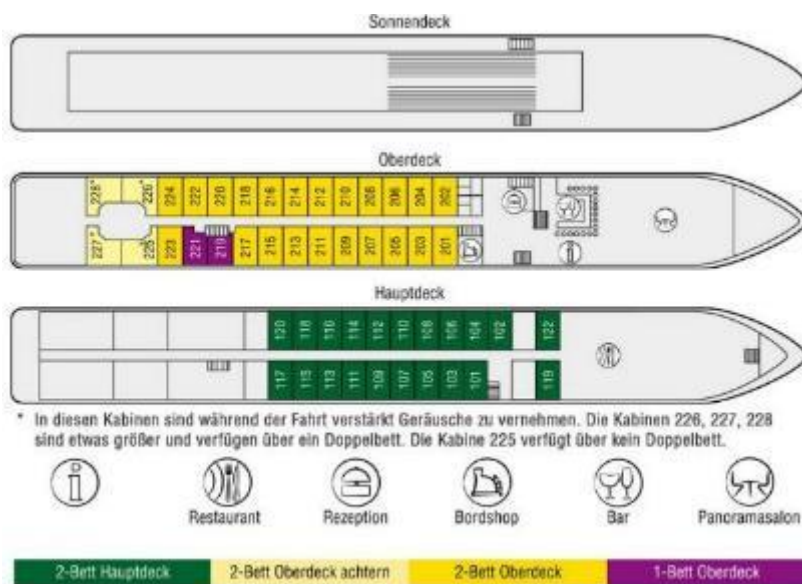 Sonnendeck
Oberdeck
228* 226* 224 222 220 218 216 214 212 210 208 206 204 202
227* 225* 223 221 219 217 215 213 211 209 207 205 203 201
Hauptdeck
120 118 116 114 112 110 108 106 104 102 122
117 115 113 111 109 107 105 103 101 119
* In diesen Kabinen sind während der Fahrt verstärkt Geräusche zu vernehmen. Die Kabinen 226, 227, 228
sind etwas größer und verfügen über ein Doppelbett. Die Kabine 225 verfügt über kein Doppelbett.
i
Restaurant Rezeption Bordshop Bar Panoramasalon
2-Bett Hauptdeck 2-Bett Oberdeck achtern 2-Bett Oberdeck 1-Bett Oberdeck